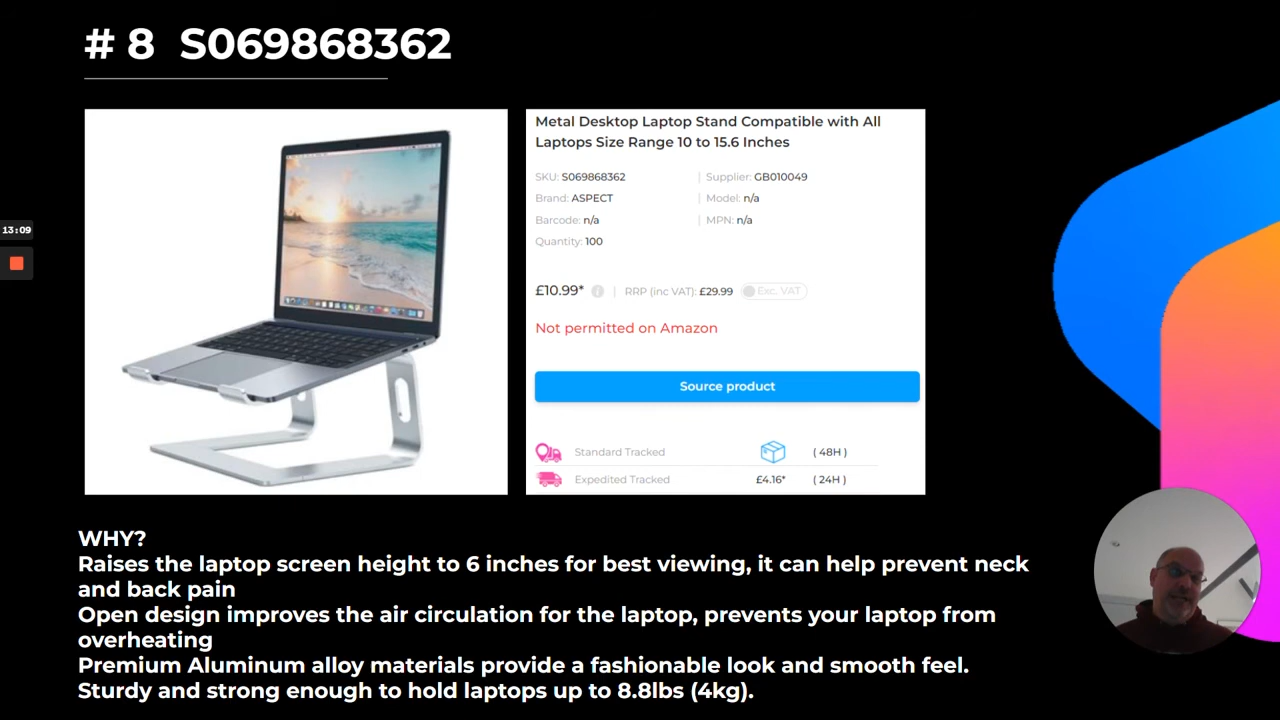 # 8 S069868362
Metal Desktop Laptop Stand Compatible with All
Laptops Size Range 10 to 15.6 Inches
SKU: S069868362 | Supplier: GB010049
Brand: ASPECT | Model: n/a
Barcode: n/a | MPN: n/a
Quantity: 100
13:09
£10.99* i | RRP (inc VAT): £29.99 Exc. VAT
Not permitted on Amazon
Source product
Standard Tracked ( 48H )
Expedited Tracked £4.16* ( 24H )
WHY?
Raises the laptop screen height to 6 inches for best viewing, it can help prevent neck
and back pain
Open design improves the air circulation for the laptop, prevents your laptop from
overheating
Premium Aluminum alloy materials provide a fashionable look and smooth feel.
Sturdy and strong enough to hold laptops up to 8.8lbs (4kg).